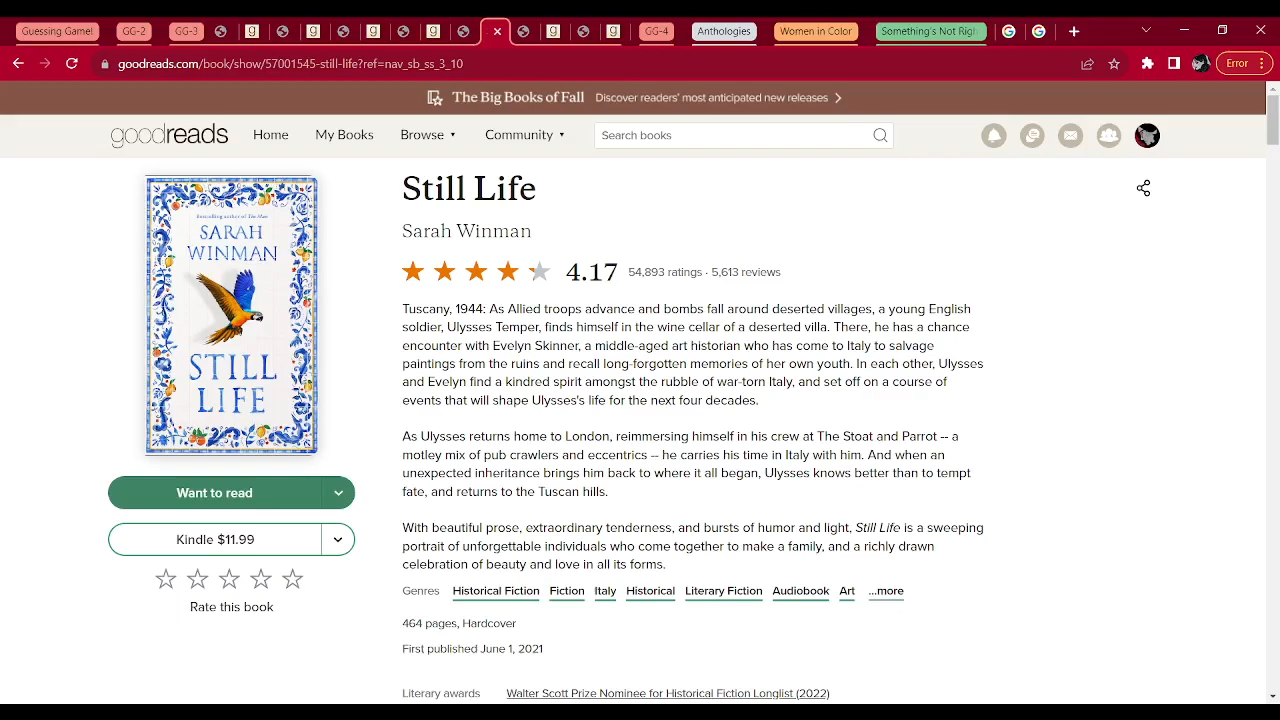 Guessing Game!
GG-2
GG-3
GG-4
Anthologies
Women in Color
Something's Not Righ
goodreads.com/book/show/57001545-still-life?ref=nav_sb_ss_3_10
Error
The Big Books of Fall Discover readers' most anticipated new releases
goodreads Home My Books Browse Community Search books
Bestselling author of Tin Man
SARAH
WINMAN
STILL
LIFE
Want to read
Kindle $11.99
Rate this book
Still Life
Sarah Winman
4.17 54,893 ratings · 5,613 reviews
Tuscany, 1944: As Allied troops advance and bombs fall around deserted villages, a young English
soldier, Ulysses Temper, finds himself in the wine cellar of a deserted villa. There, he has a chance
encounter with Evelyn Skinner, a middle-aged art historian who has come to Italy to salvage
paintings from the ruins and recall long-forgotten memories of her own youth. In each other, Ulysses
and Evelyn find a kindred spirit amongst the rubble of war-torn Italy, and set off on a course of
events that will shape Ulysses's life for the next four decades.
As Ulysses returns home to London, reimmersing himself in his crew at The Stoat and Parrot -- a
motley mix of pub crawlers and eccentrics -- he carries his time in Italy with him. And when an
unexpected inheritance brings him back to where it all began, Ulysses knows better than to tempt
fate, and returns to the Tuscan hills.
With beautiful prose, extraordinary tenderness, and bursts of humor and light, Still Life is a sweeping
portrait of unforgettable individuals who come together to make a family, and a richly drawn
celebration of beauty and love in all its forms.
Genres Historical Fiction Fiction Italy Historical Literary Fiction Audiobook Art ...more
464 pages, Hardcover
First published June 1, 2021
Literary awards Walter Scott Prize Nominee for Historical Fiction Longlist (2022)